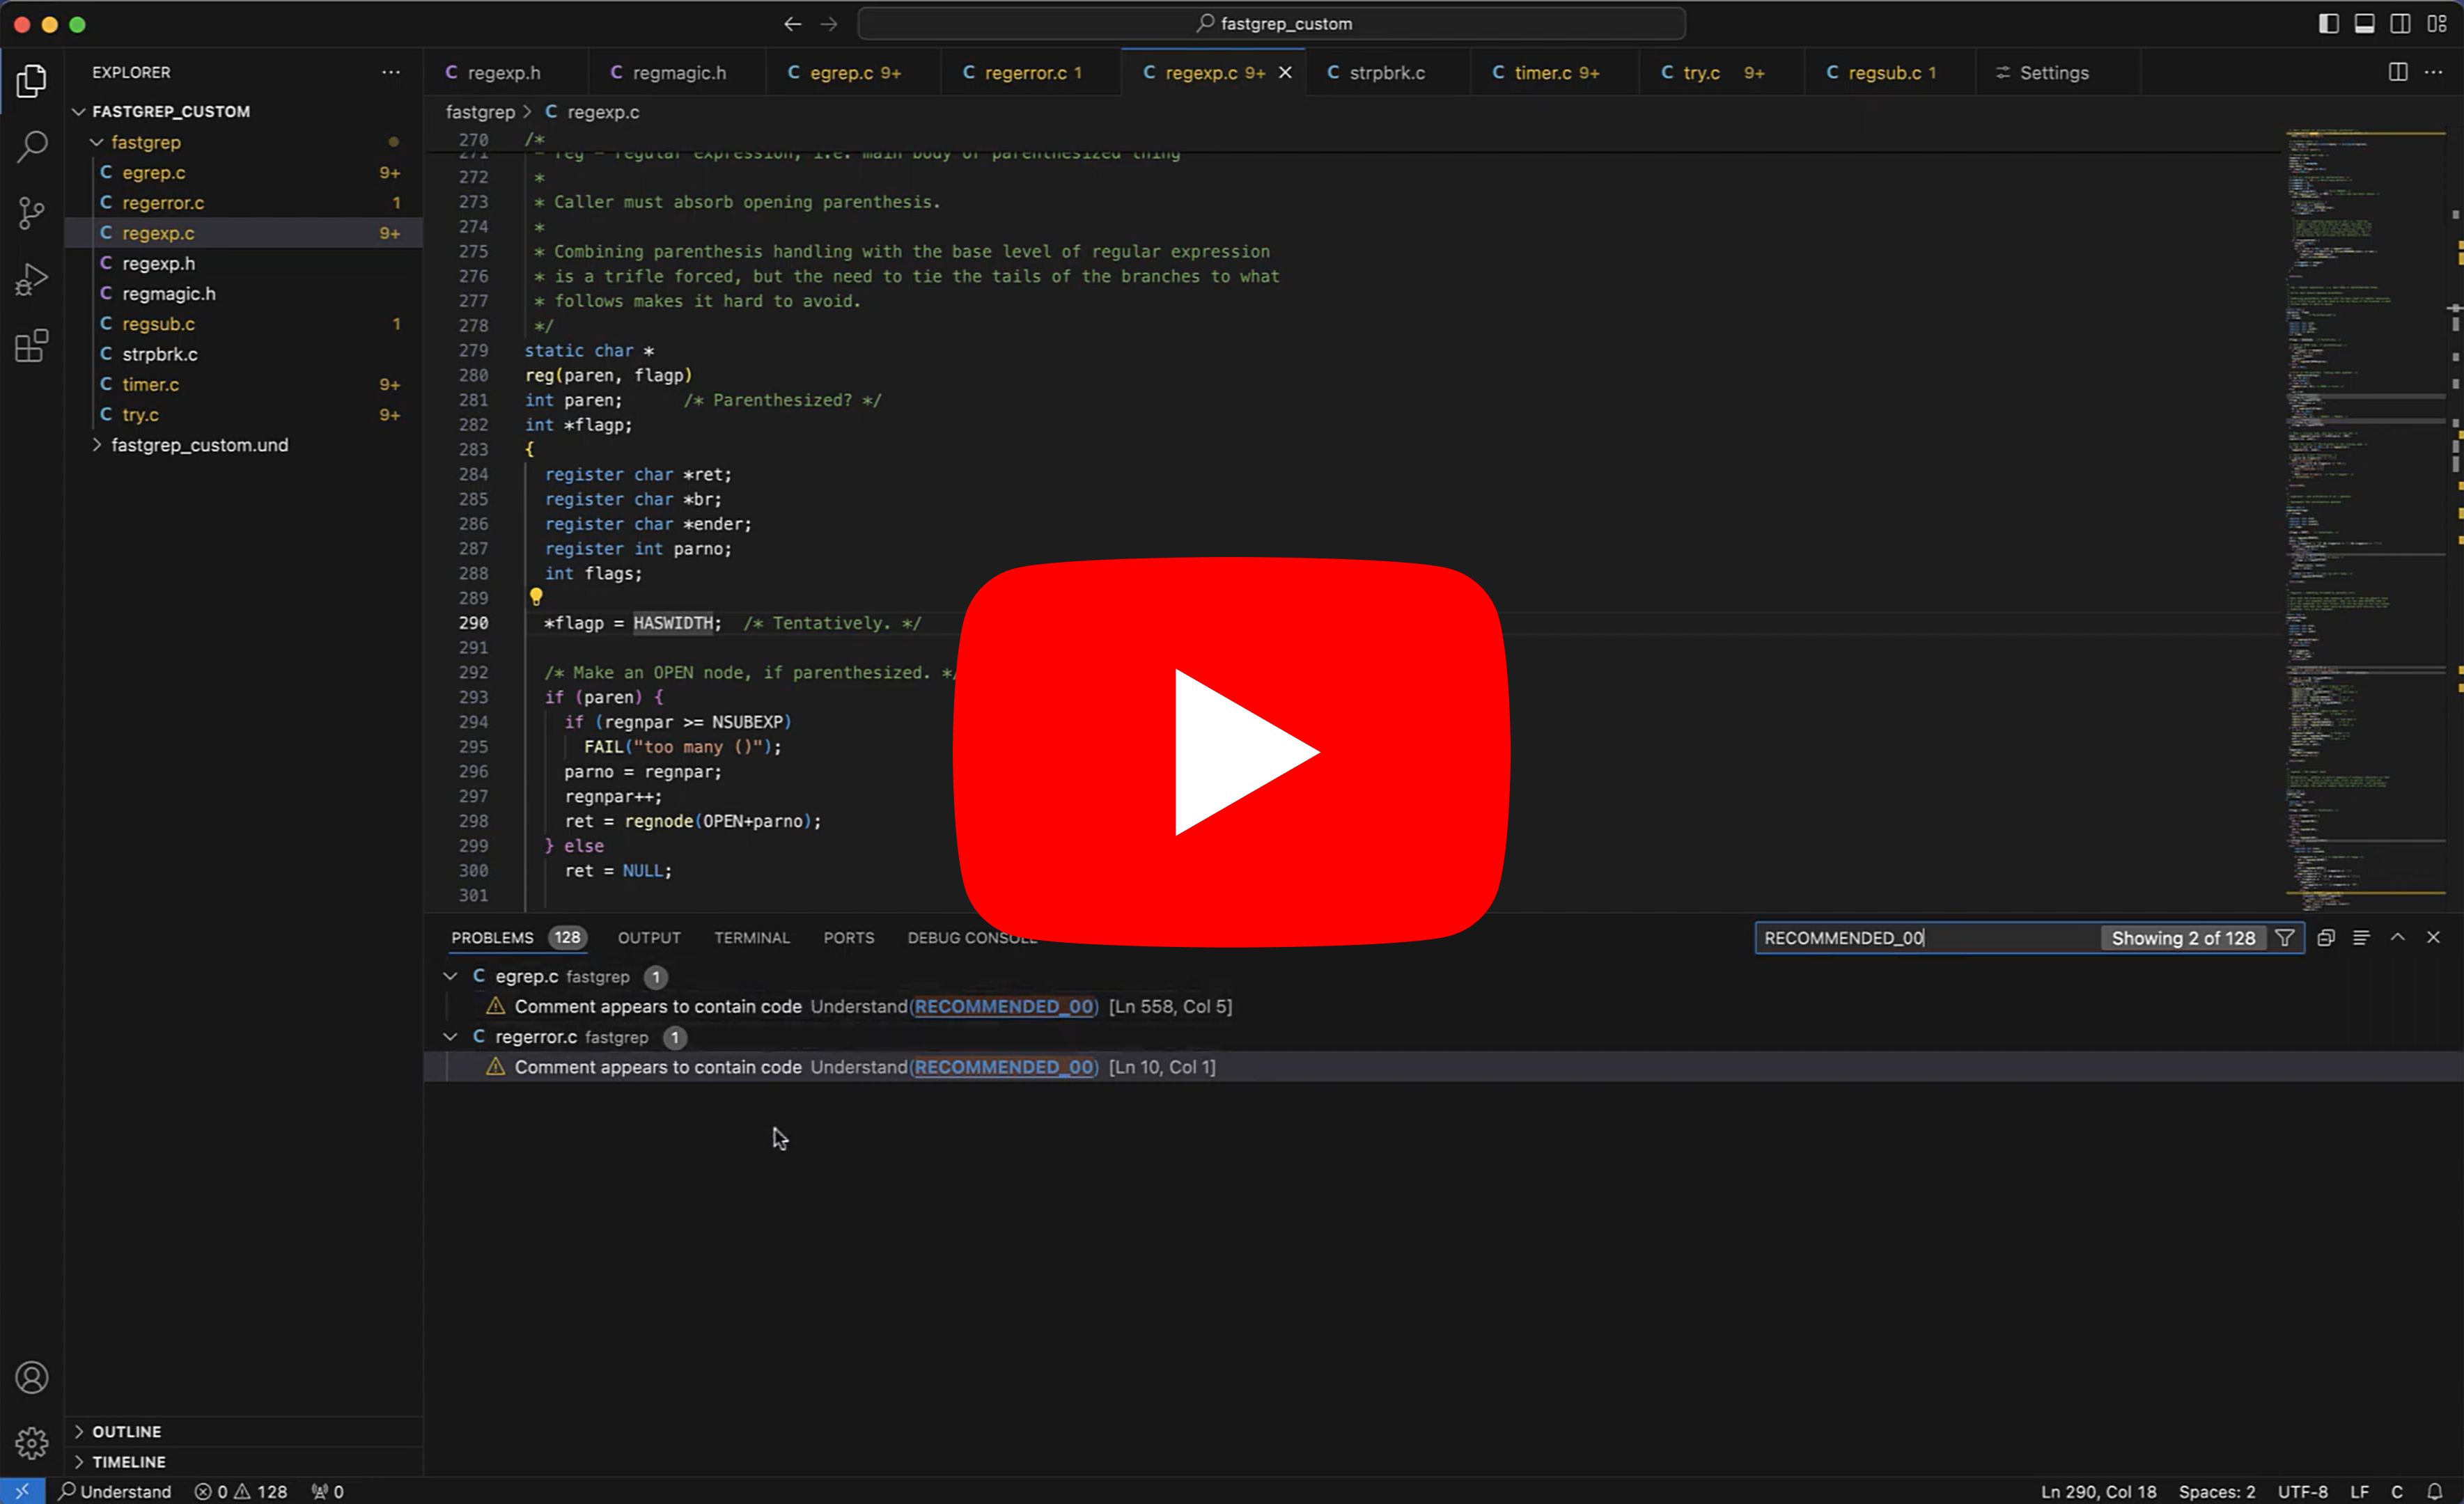 fastgrep_custom
EXPLORER
FASTGREP_CUSTOM
fastgrep
C egrep.c 9+
C regerror.c 1
C regexp.c 9+
C regexp.h
C regmagic.h
C regsub.c 1
C strpbrk.c
C timer.c 9+
C try.c 9+
fastgrep_custom.und
OUTLINE
TIMELINE
C regexp.h C regmagic.h C egrep.c 9+ C regerror.c 1 C regexp.c 9+ C strpbrk.c C timer.c 9+ C try.c 9+ C regsub.c 1 Settings
fastgrep > C regexp.c
270 /*
271 - reg - regular expression, i.e. main body of parenthesized thing
272 *
273 * Caller must absorb opening parenthesis.
274 *
275 * Combining parenthesis handling with the base level of regular expression
276 * is a trifle forced, but the need to tie the tails of the branches to what
277 * follows makes it hard to avoid.
278 */
279 static char *
280 reg(paren, flagp)
281 int paren; /* Parenthesized? */
282 int *flagp;
283 {
284 register char *ret;
285 register char *br;
286 register char *ender;
287 register int parno;
288 int flags;
289
290 *flagp = HASWIDTH; /* Tentatively. */
291
292 /* Make an OPEN node, if parenthesized. */
293 if (paren) {
294 if (regnpar >= NSUBEXP)
295 FAIL("too many ()");
296 parno = regnpar;
297 regnpar++;
298 ret = regnode(OPEN+parno);
299 } else
300 ret = NULL;
301
PROBLEMS 128 OUTPUT TERMINAL PORTS DEBUG CONSOLE RECOMMENDED_00 Showing 2 of 128
C egrep.c fastgrep 1
Comment appears to contain code Understand(RECOMMENDED_00) [Ln 558, Col 5]
C regerror.c fastgrep 1
Comment appears to contain code Understand(RECOMMENDED_00) [Ln 10, Col 1]
Understand 0 128 0 Ln 290, Col 18 Spaces: 2 UTF-8 LF C